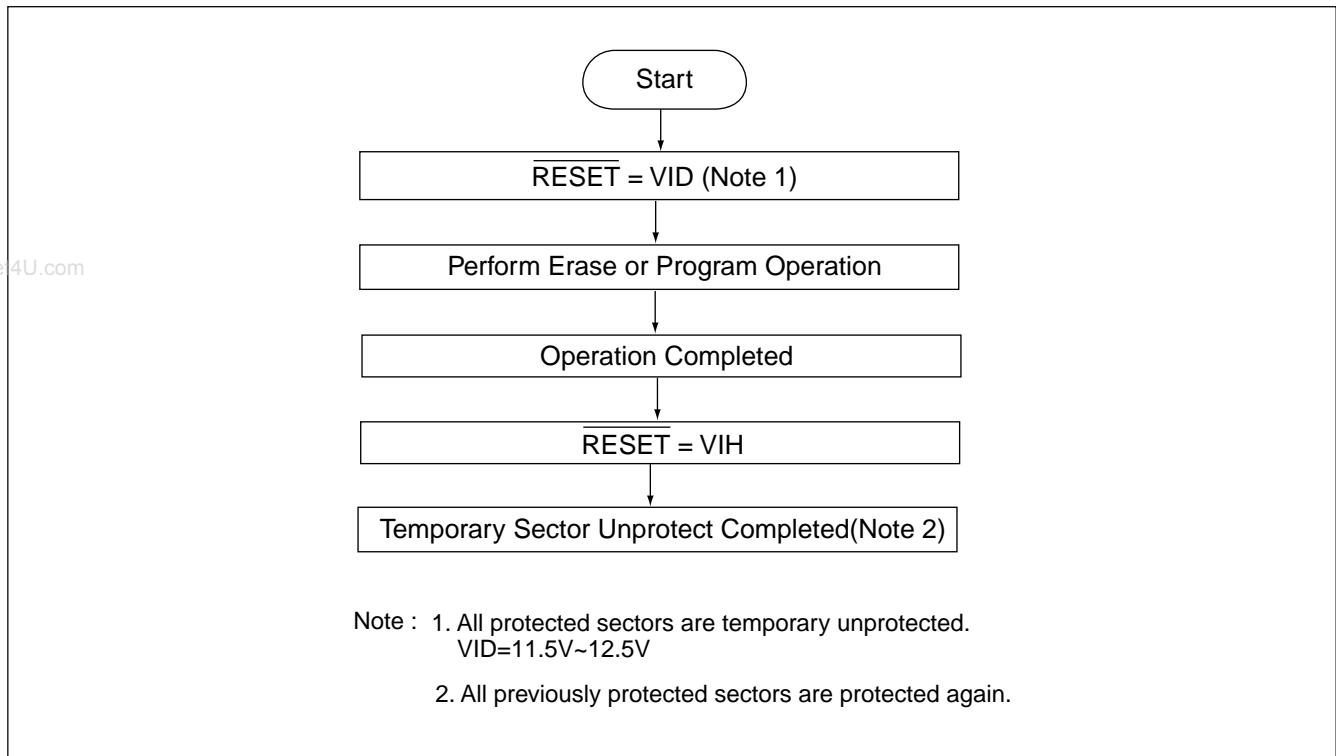 Start
RESET = VID (Note 1)
et4U.com
Perform Erase or Program Operation
Operation Completed
RESET = VIH
Temporary Sector Unprotect Completed(Note 2)
Note : 1. All protected sectors are temporary unprotected.
VID=11.5V~12.5V
2. All previously protected sectors are protected again.